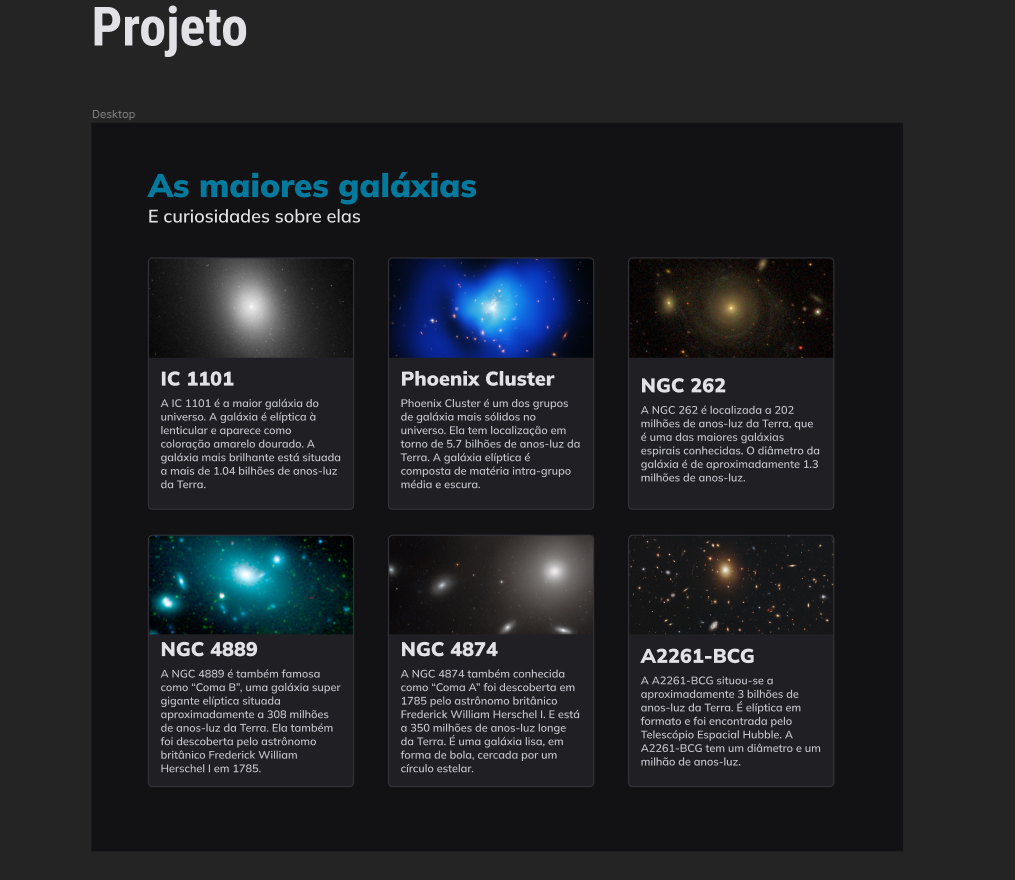 Projeto
Desktop
As maiores galáxias
E curiosidades sobre elas
IC 1101
A IC 1101 é a maior galáxia do
universo. A galáxia é elíptica à
lenticular e aparece como
coloração amarelo dourado. A
galáxia mais brilhante está situada
a mais de 1.04 bilhões de anos-luz
da Terra.
Phoenix Cluster
Phoenix Cluster é um dos grupos
de galáxia mais sólidos no
universo. Ela tem localização em
torno de 5.7 bilhões de anos-luz da
Terra. A galáxia elíptica é
composta de matéria intra-grupo
média e escura.
NGC 262
A NGC 262 é localizada a 202
milhões de anos-luz da Terra, que
é uma das maiores galáxias
espirais conhecidas. O diâmetro da
galáxia é de aproximadamente 1.3
milhões de anos-luz.
NGC 4889
A NGC 4889 é também famosa
como “Coma B”, uma galáxia super
gigante elíptica situada
aproximadamente a 308 milhões
de anos-luz da Terra. Ela também
foi descoberta pelo astrônomo
britânico Frederick William
Herschel I em 1785.
NGC 4874
A NGC 4874 também conhecida
como “Coma A” foi descoberta em
1785 pelo astrônomo britânico
Frederick William Herschel I. E está
a 350 milhões de anos-luz longe
da Terra. É uma galáxia lisa, em
forma de bola, cercada por um
círculo estelar.
A2261-BCG
A A2261-BCG situou-se a
aproximadamente 3 bilhões de
anos-luz da Terra. É elíptica em
formato e foi encontrada pelo
Telescópio Espacial Hubble. A
A2261-BCG tem um diâmetro e um
milhão de anos-luz.